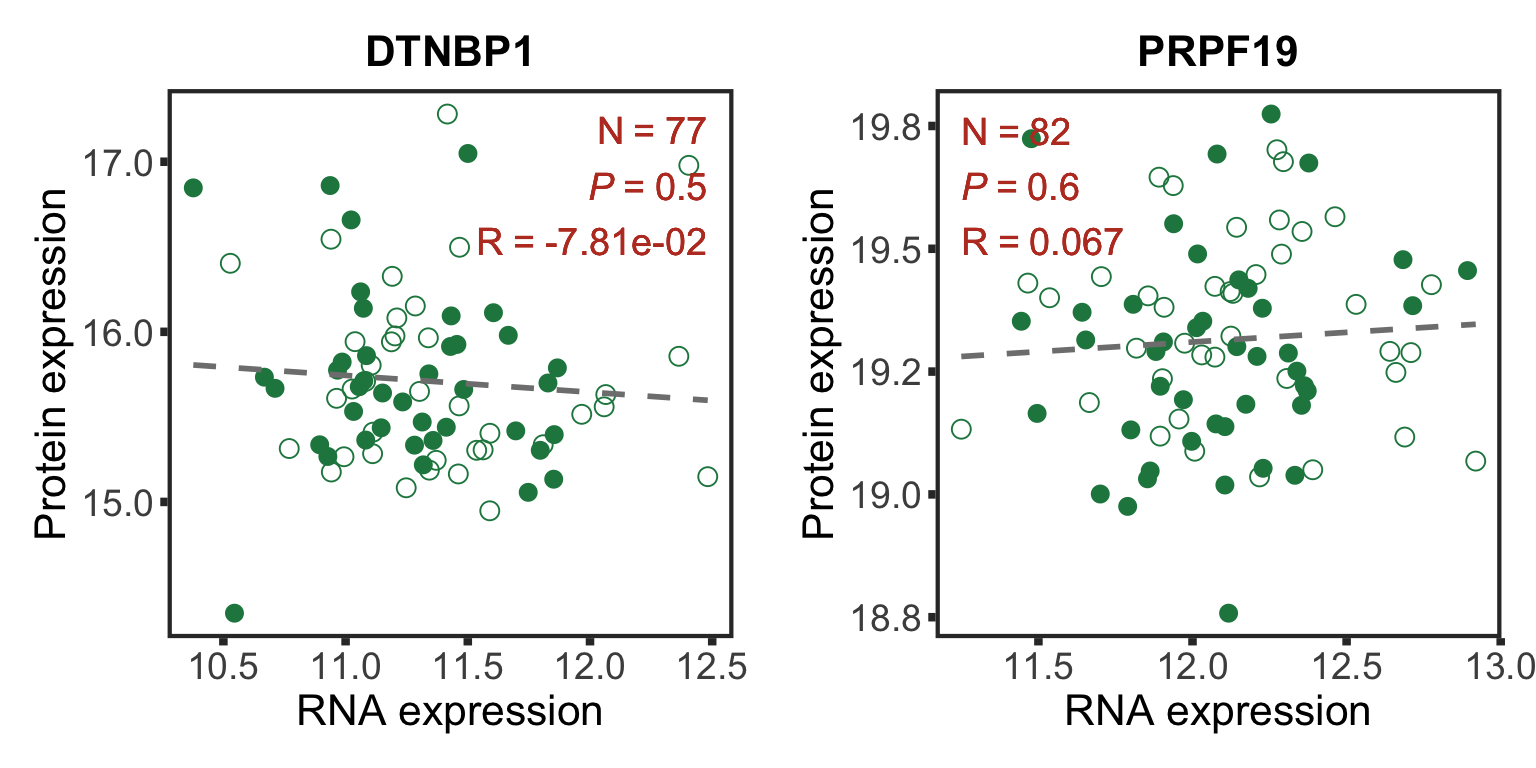 DTNBP1
N = 77
P = 0.5
R = -7.81e-02
17.0
16.0
15.0
Protein expression
10.5 11.0 11.5 12.0 12.5
RNA expression
PRPF19
N = 82
P = 0.6
R = 0.067
19.8
19.5
19.2
19.0
18.8
Protein expression
11.5 12.0 12.5 13.0
RNA expression